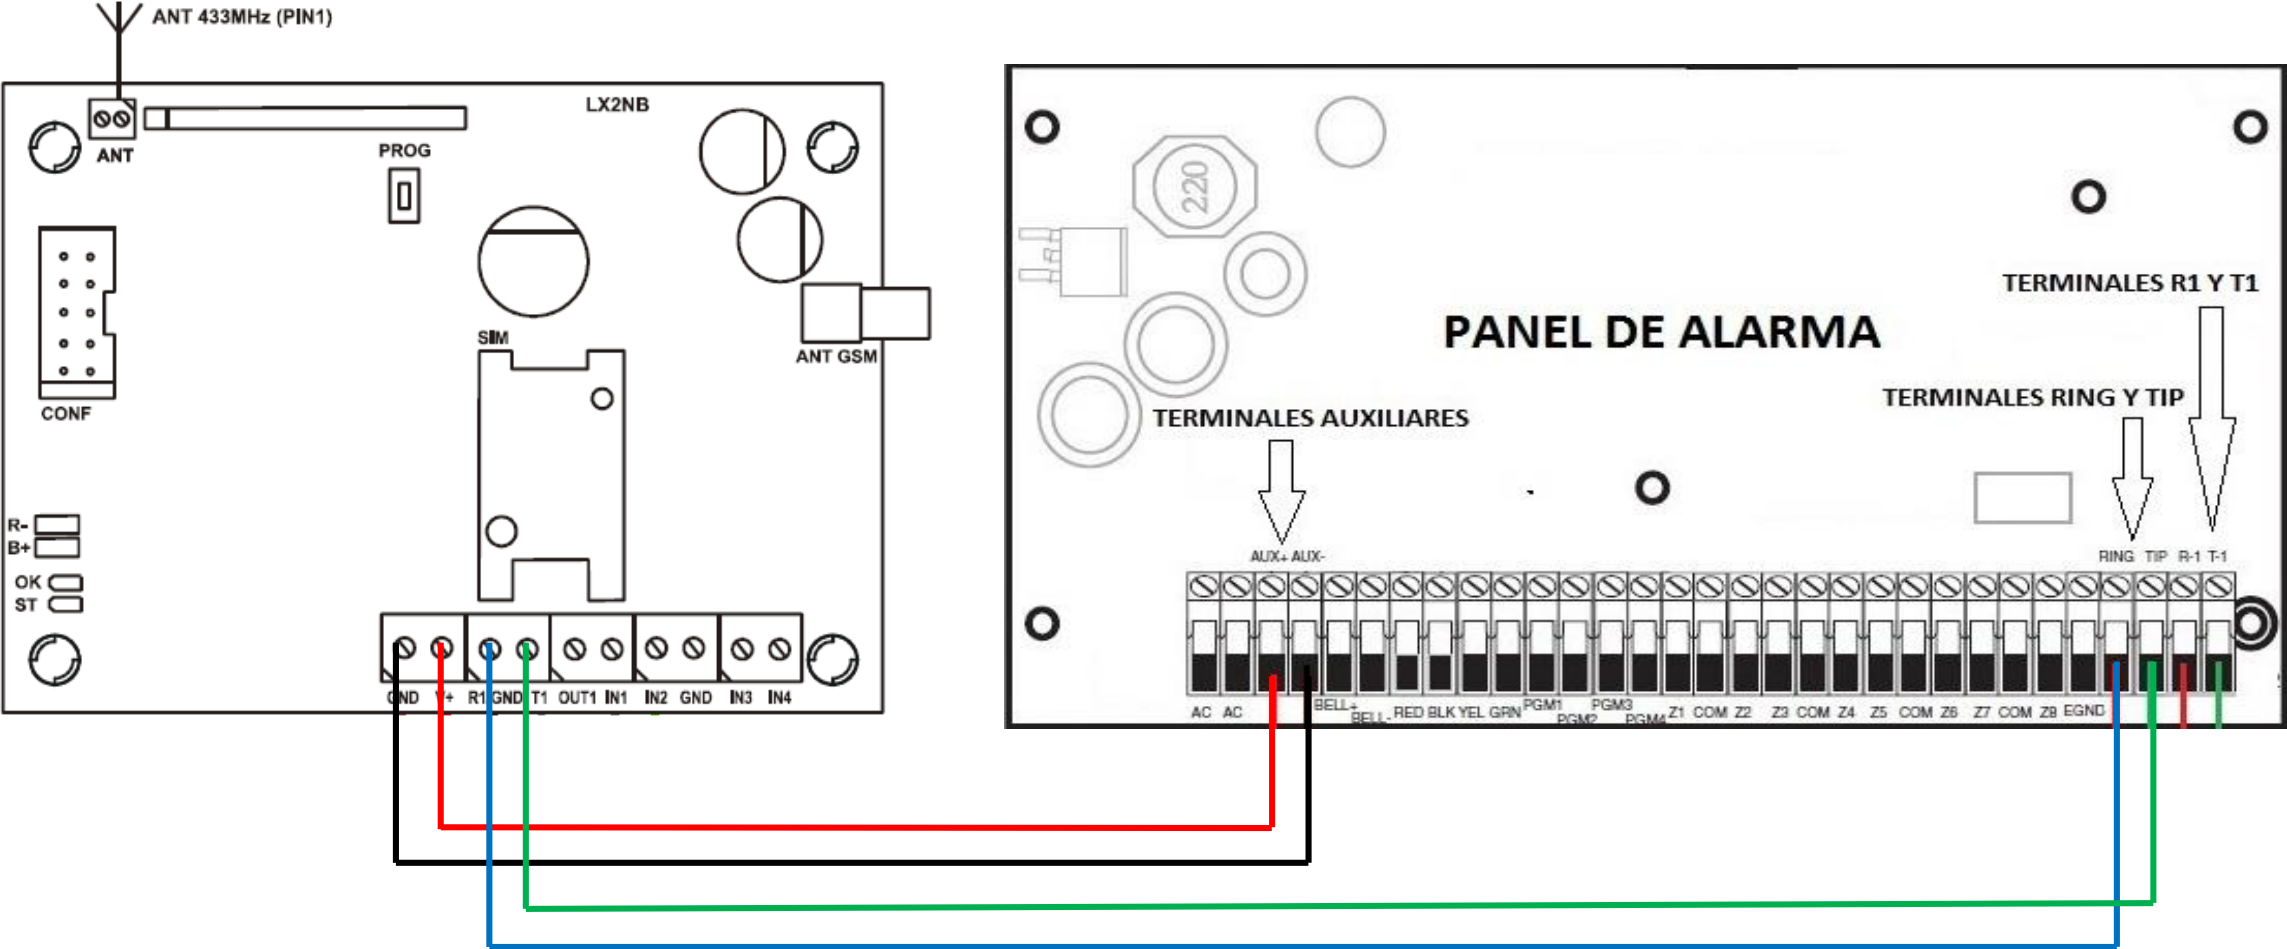 ANT 433MHz (PIN1)
LX2NB
ANT
PROG
SIM
ANT GSM
CONF
R-
B+
OK
ST
GND V+ R1 GND T1 OUT1 IN1 IN2 GND IN3 IN4
220
PANEL DE ALARMA
TERMINALES R1 Y T1
TERMINALES RING Y TIP
TERMINALES AUXILIARES
AUX+ AUX- RING TIP R-1 T-1
AC AC BELL+ BELL- RED BLK YEL GRN PGM1 PGM2 PGM3 PGM4 Z1 COM Z2 Z3 COM Z4 Z5 COM Z6 Z7 COM Z8 EGND